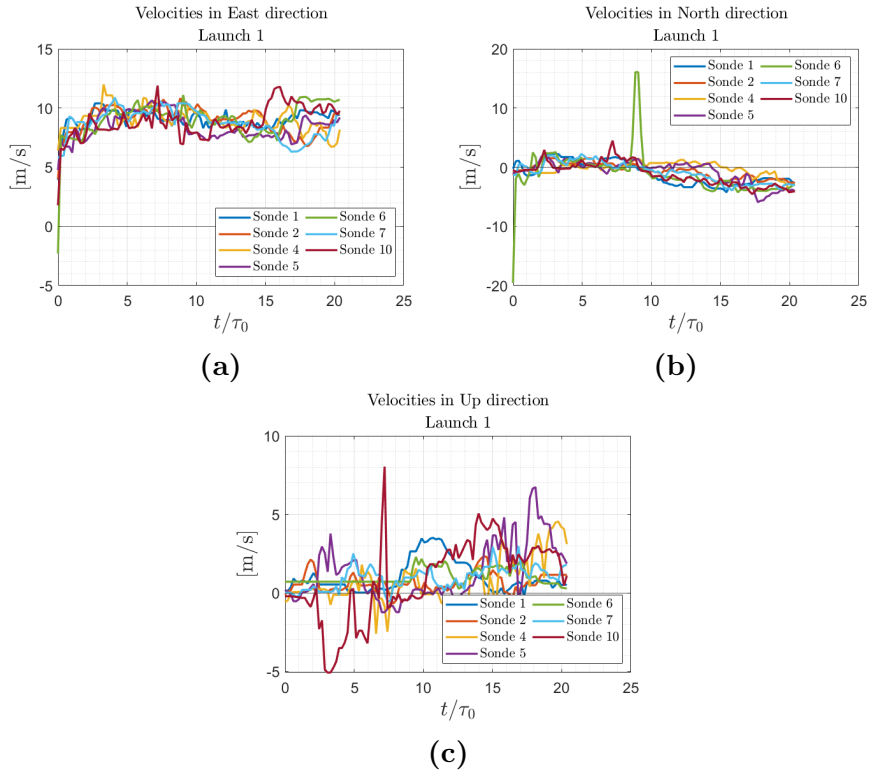 Velocities in East direction
Launch 1
15
10
5
0
-5
[m/s]
0 5 10 15 20 25
t/τ₀
Sonde 1 Sonde 6
Sonde 2 Sonde 7
Sonde 4 Sonde 10
Sonde 5
(a)
Velocities in North direction
Launch 1
20
10
0
-10
-20
[m/s]
0 5 10 15 20 25
t/τ₀
Sonde 1 Sonde 6
Sonde 2 Sonde 7
Sonde 4 Sonde 10
Sonde 5
(b)
Velocities in Up direction
Launch 1
10
5
0
-5
[m/s]
0 5 10 15 20 25
t/τ₀
Sonde 1 Sonde 6
Sonde 2 Sonde 7
Sonde 4 Sonde 10
Sonde 5
(c)